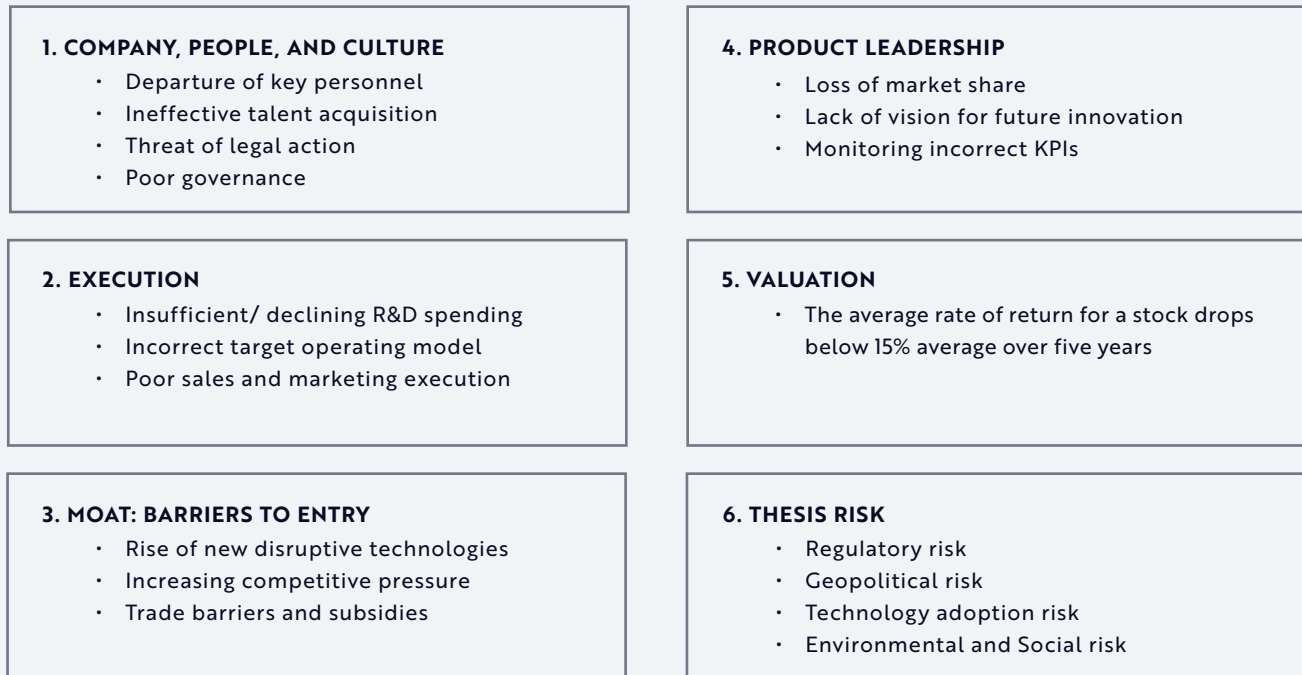 1. COMPANY, PEOPLE, AND CULTURE
• Departure of key personnel
• Ineffective talent acquisition
• Threat of legal action
• Poor governance
2. EXECUTION
• Insufficient/ declining R&D spending
• Incorrect target operating model
• Poor sales and marketing execution
3. MOAT: BARRIERS TO ENTRY
• Rise of new disruptive technologies
• Increasing competitive pressure
• Trade barriers and subsidies
4. PRODUCT LEADERSHIP
• Loss of market share
• Lack of vision for future innovation
• Monitoring incorrect KPIs
5. VALUATION
• The average rate of return for a stock drops
below 15% average over five years
6. THESIS RISK
• Regulatory risk
• Geopolitical risk
• Technology adoption risk
• Environmental and Social risk